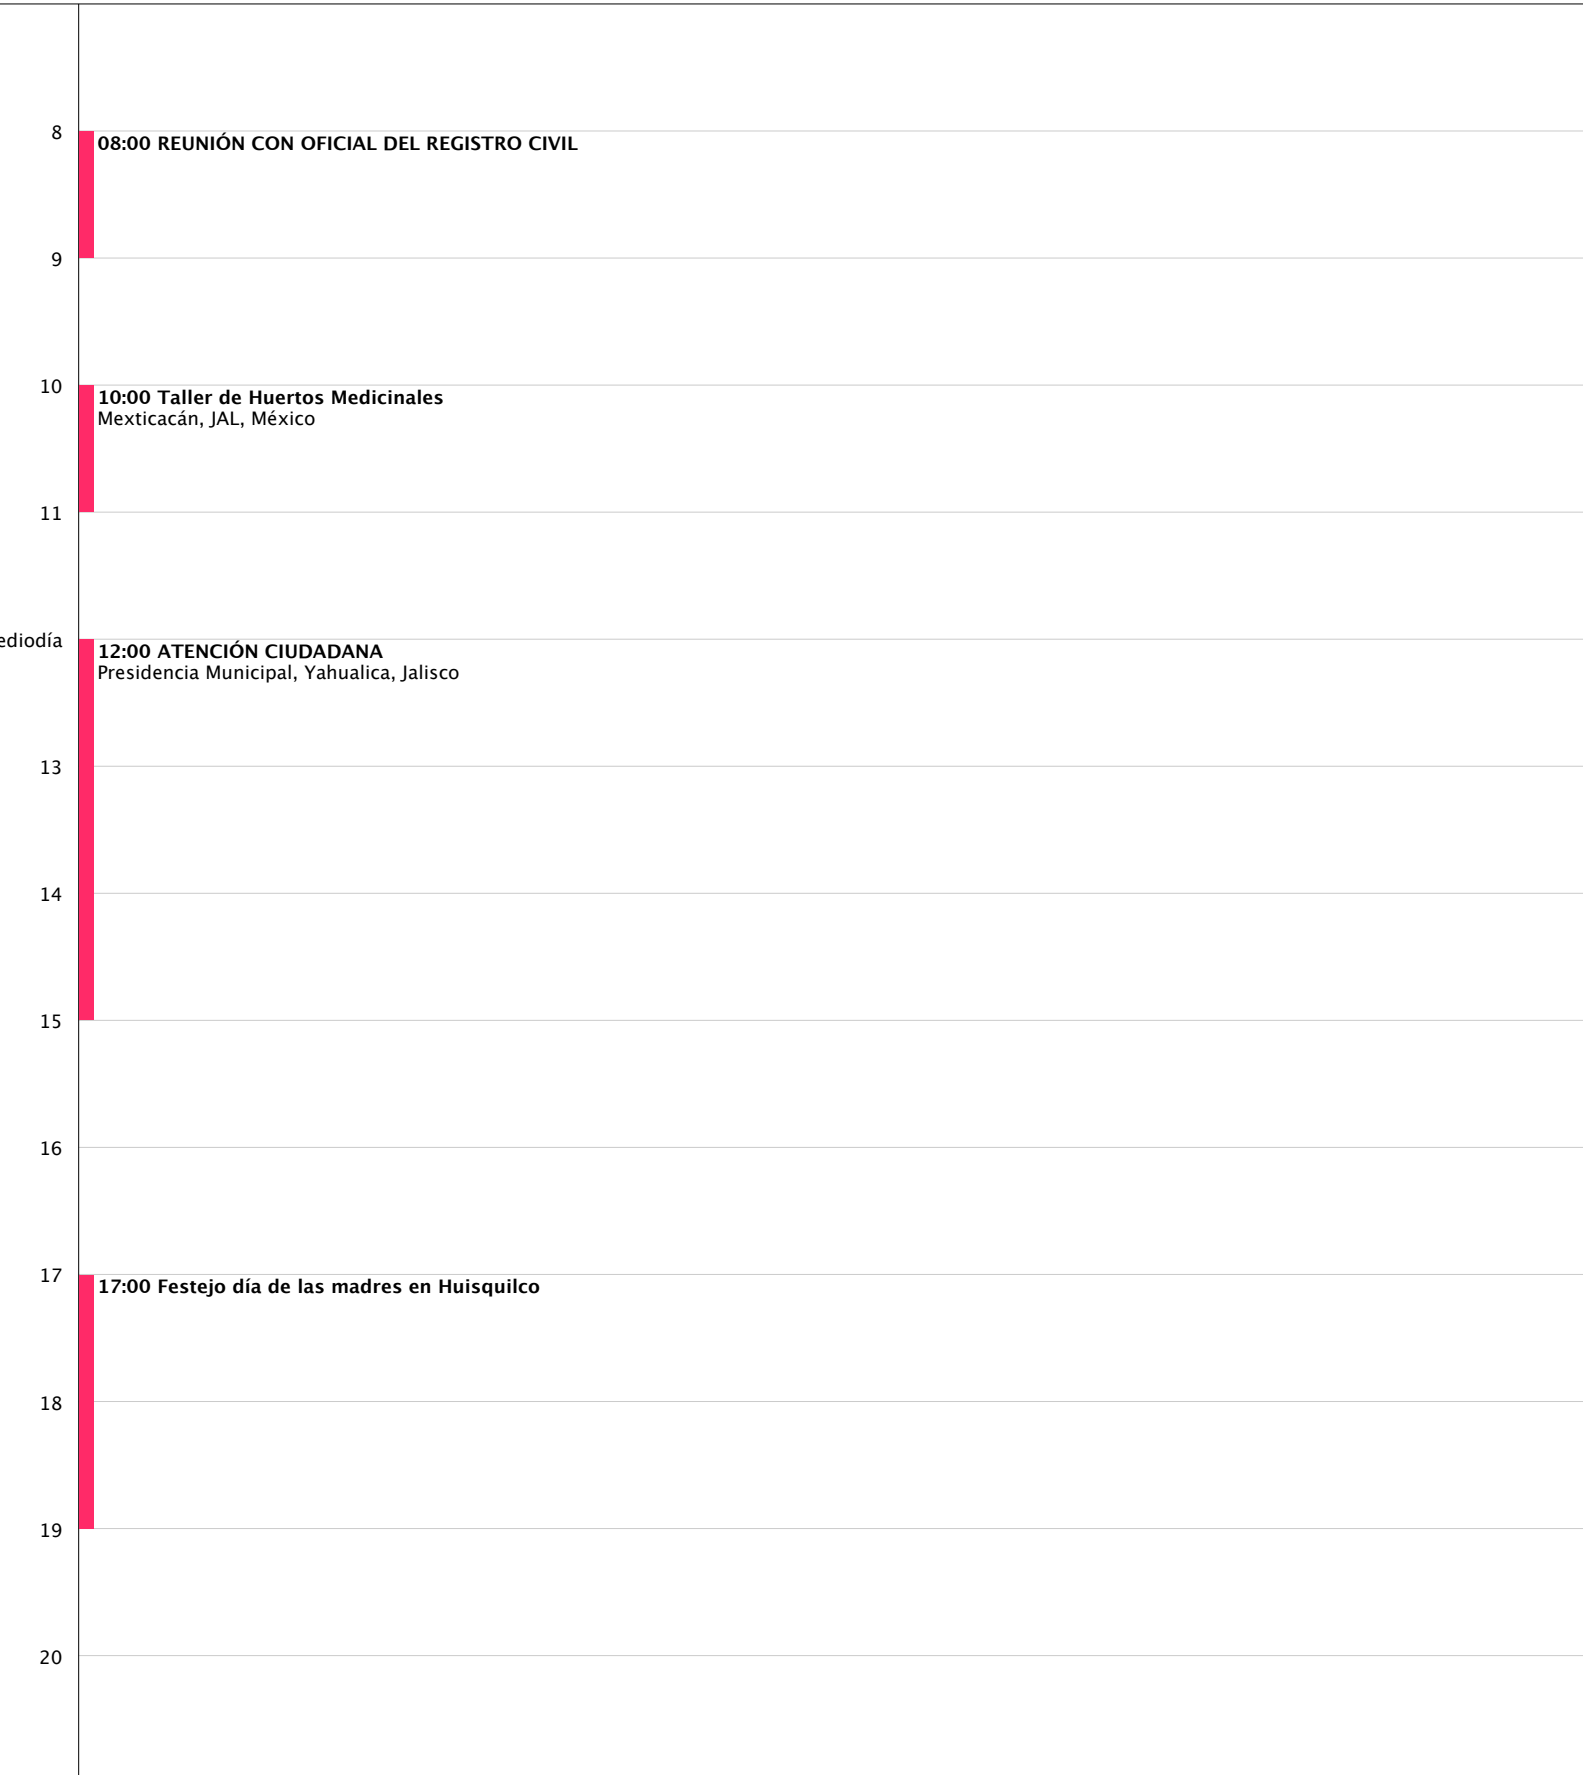 8
08:00 REUNIÓN CON OFICIAL DEL REGISTRO CIVIL
9
10
10:00 Taller de Huertos Medicinales
Mexticacán, JAL, México
11
ediodía
12:00 ATENCIÓN CIUDADANA
Presidencia Municipal, Yahualica, Jalisco
13
14
15
16
17
17:00 Festejo día de las madres en Huisquilco
18
19
20